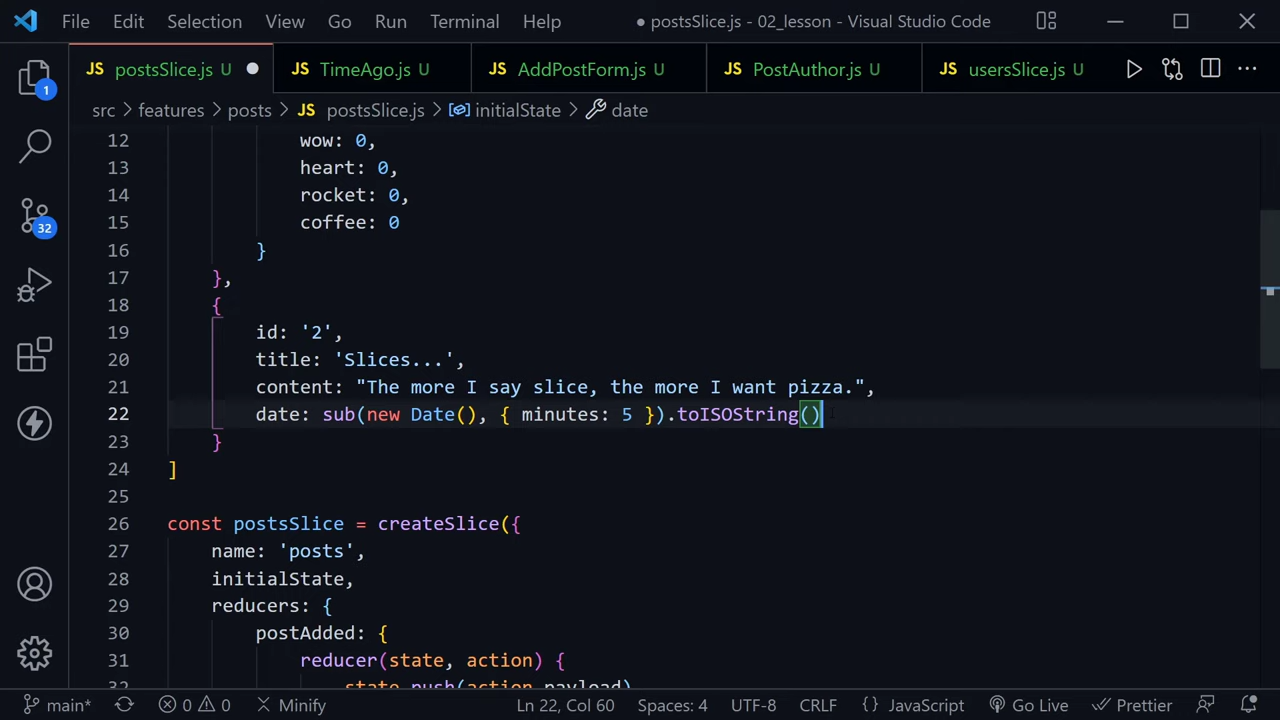 File Edit Selection View Go Run Terminal Help ● postsSlice.js - 02_lesson - Visual Studio Code
JS postsSlice.js U JS TimeAgo.js U JS AddPostForm.js U JS PostAuthor.js U JS usersSlice.js U
src > features > posts > JS postsSlice.js > initialState > date
1
32
12 wow: 0,
13 heart: 0,
14 rocket: 0,
15 coffee: 0
16 }
17 },
18 {
19 id: '2',
20 title: 'Slices...',
21 content: "The more I say slice, the more I want pizza.",
22 date: sub(new Date(), { minutes: 5 }).toISOString()
23 }
24 ]
25
26 const postsSlice = createSlice({
27 name: 'posts',
28 initialState,
29 reducers: {
30 postAdded: {
31 reducer(state, action) {
32 state.push(action.payload)
main* 0 0 Minify Ln 22, Col 60 Spaces: 4 UTF-8 CRLF { } JavaScript Go Live Prettier